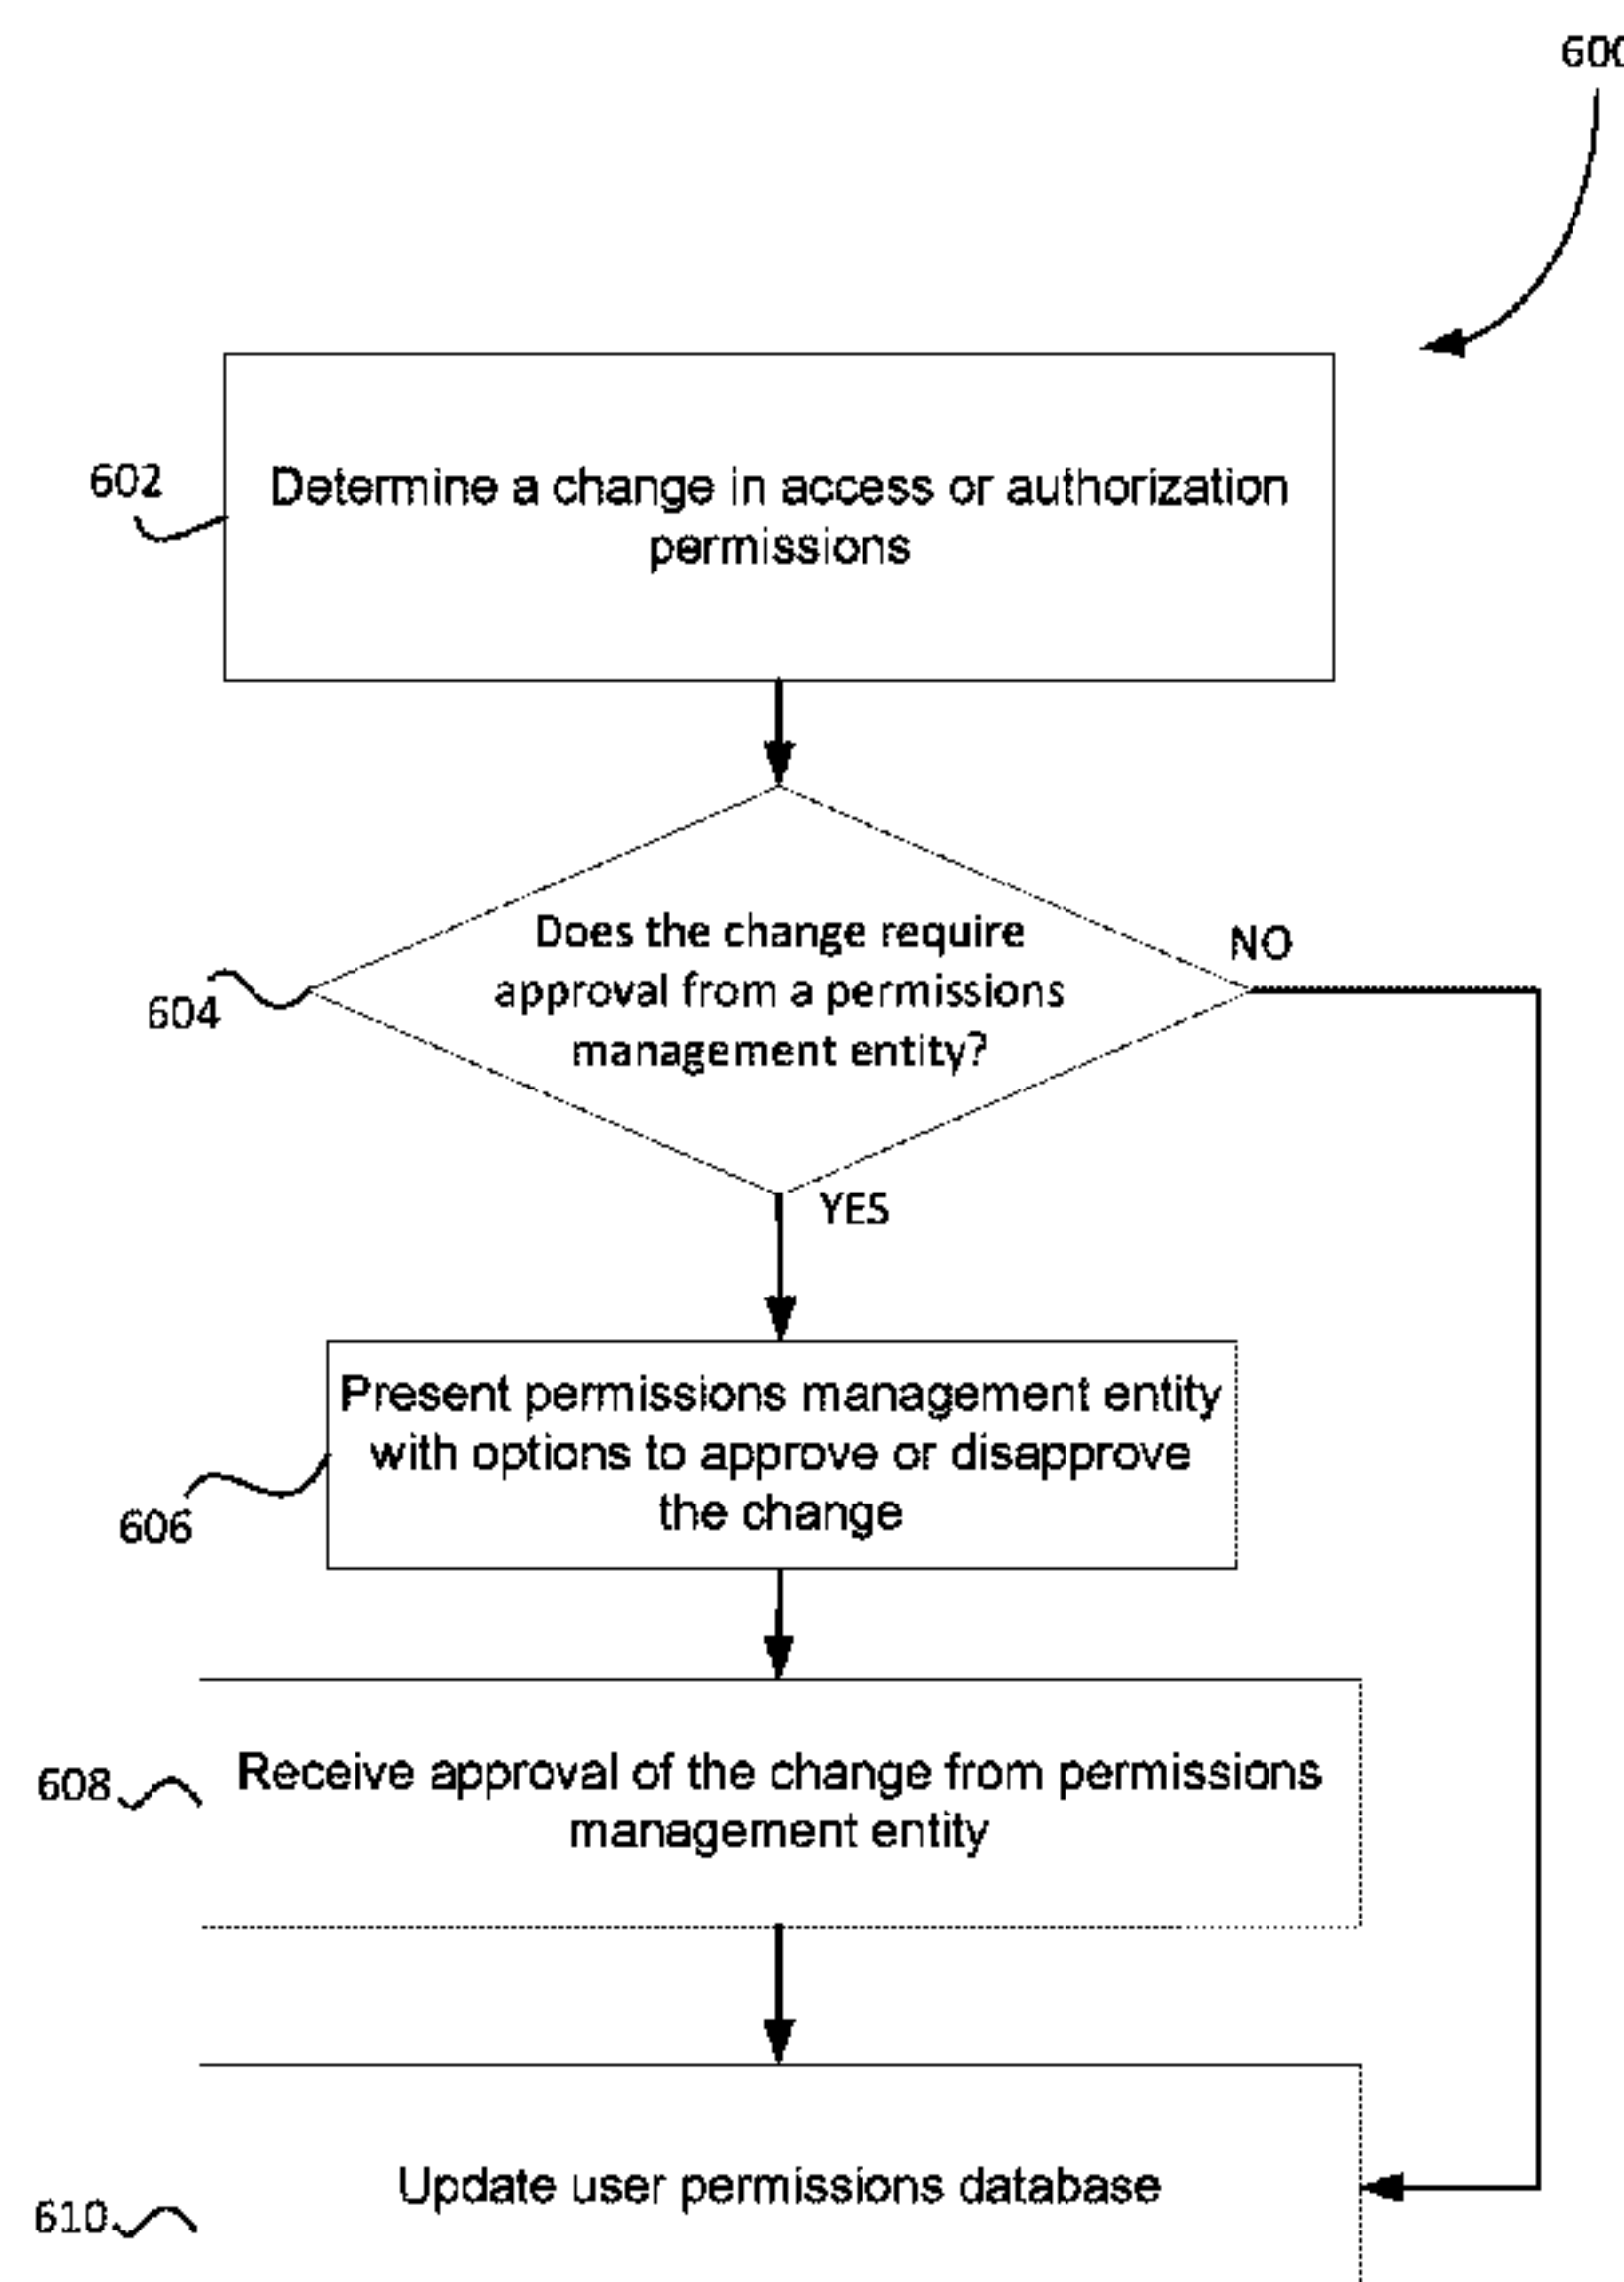 600
602
Determine a change in access or authorization
permissions
Does the change require
approval from a permissions
management entity?
NO
604
YES
Present permissions management entity
with options to approve or disapprove
the change
606
Receive approval of the change from permissions
management entity
608
Update user permissions database
610